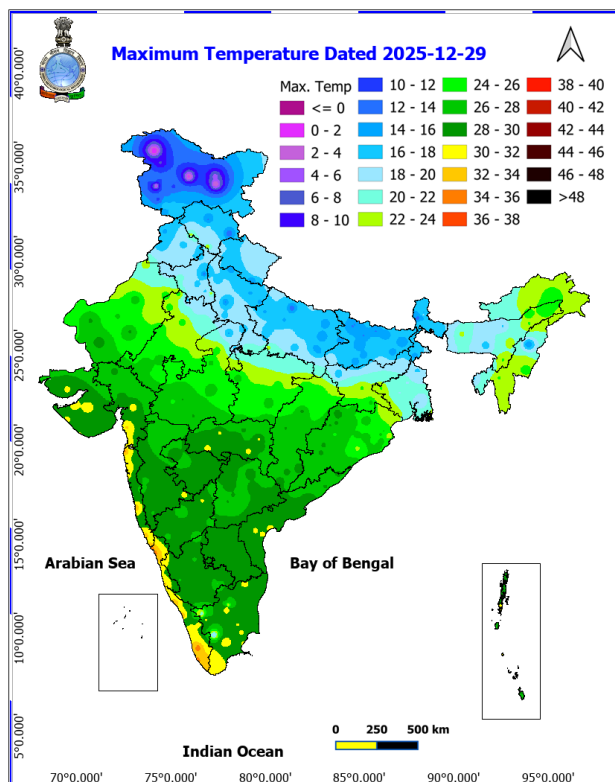 Maximum Temperature Dated 2025-12-29
Max. Temp
<= 0
0 - 2
2 - 4
4 - 6
6 - 8
8 - 10
10 - 12
12 - 14
14 - 16
16 - 18
18 - 20
20 - 22
22 - 24
24 - 26
26 - 28
28 - 30
30 - 32
32 - 34
34 - 36
36 - 38
38 - 40
40 - 42
42 - 44
44 - 46
46 - 48
>48
40°0.000'
35°0.000'
30°0.000'
25°0.000'
20°0.000'
15°0.000'
10°0.000'
5°0.000'
Arabian Sea
Bay of Bengal
Indian Ocean
0 250 500 km
70°0.000' 75°0.000' 80°0.000' 85°0.000' 90°0.000' 95°0.000'